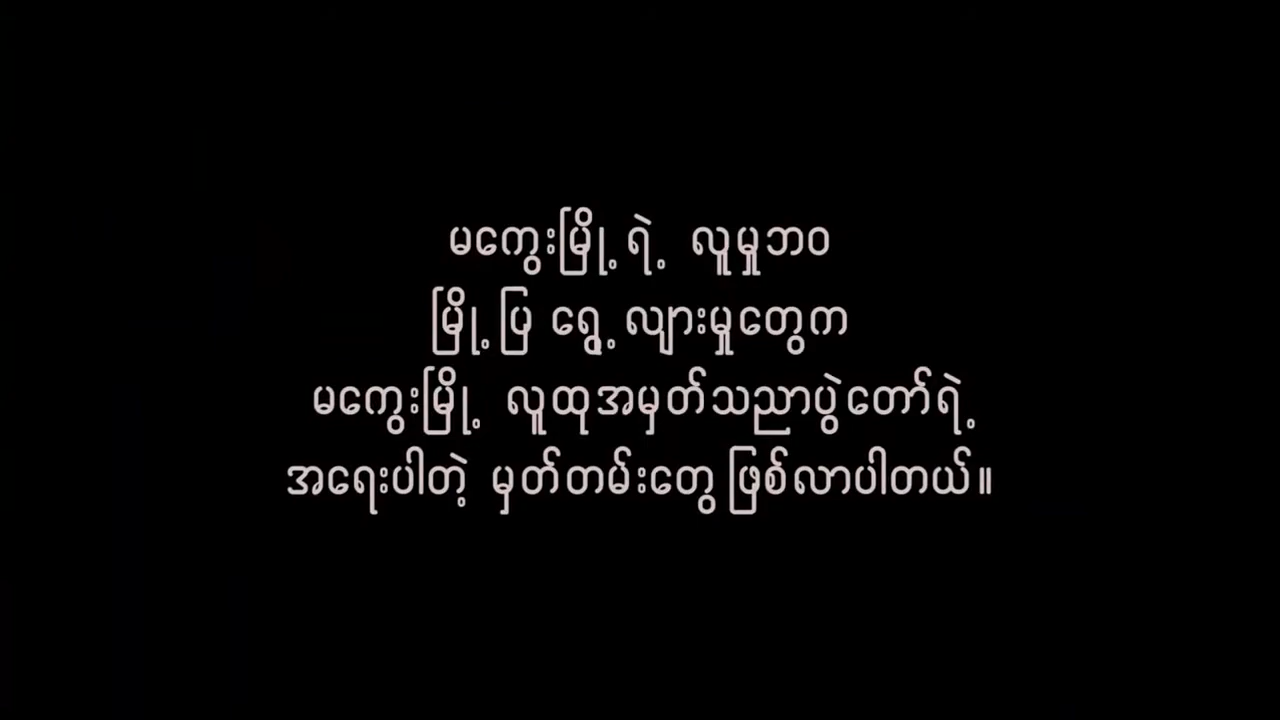 မကွေးမြို့ရဲ့ လူမှုဘဝ
မြို့ပြ ရွေ့လျားမှုတွေက
မကွေးမြို့ လူထုအမှတ်သညာပွဲတော်ရဲ့
အရေးပါတဲ့ မှတ်တမ်းတွေ ဖြစ်လာပါတယ်။